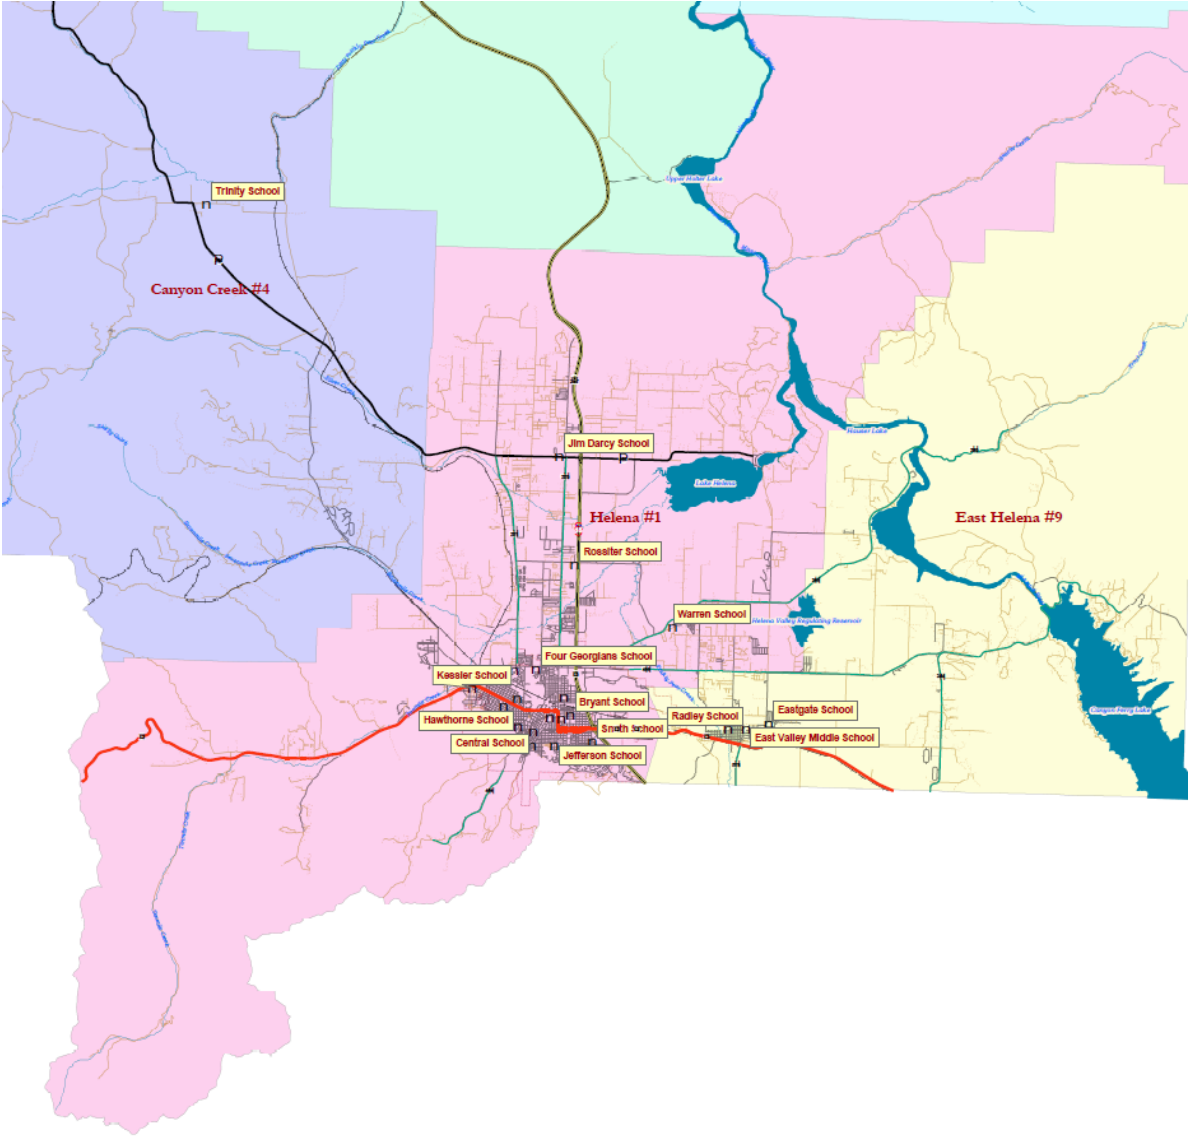 Trinity School
Upper Holter Lake
Canyon Creek #4
Hauser Lake
Jim Darcy School
Lake Helena
Helena #1
East Helena #9
Rossiter School
Warren School
Helena Valley Regulating Reservoir
Four Georgians School
Kessler School
Bryant School
Canyon Ferry Lake
Hawthorne School
Smith School
Radley School
Eastgate School
Central School
East Valley Middle School
Jefferson School